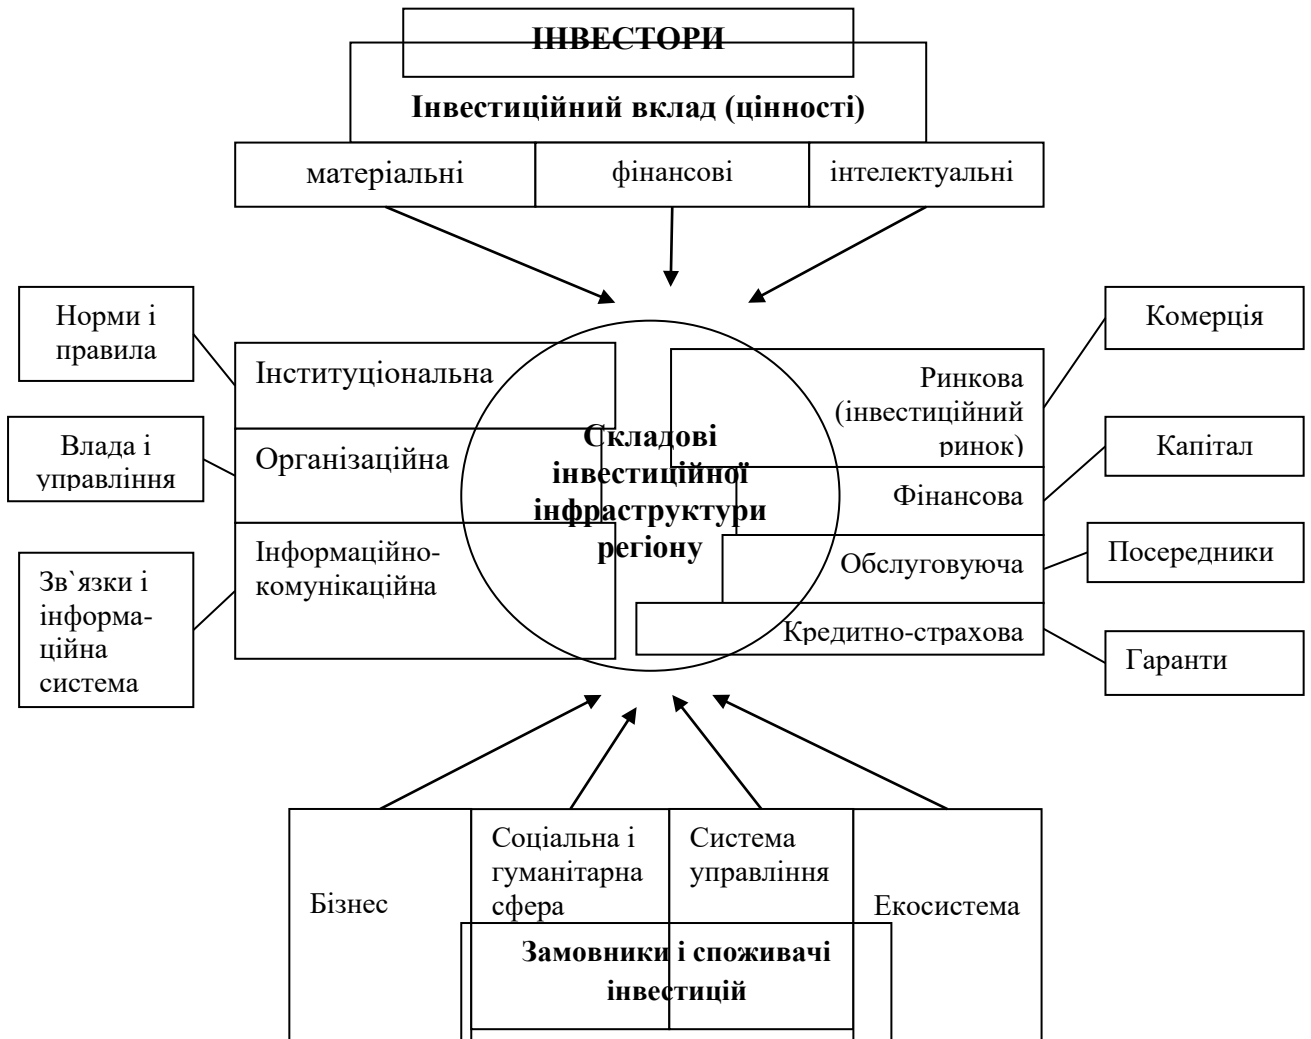 ІНВЕСТОРИ
Інвестиційний вклад (цінності)
матеріальні
фінансові
інтелектуальні
Норми і
правила
Влада і
управління
Зв`язки і
інформа-
ційна
система
Інституціональна
Організаційна
Інформаційно-
комунікаційна
Складові
інвестиційної
інфраструктури
регіону
Ринкова
(інвестиційний
ринок)
Фінансова
Обслуговуюча
Кредитно-страхова
Комерція
Капітал
Посередники
Гаранти
Бізнес
Соціальна і
гуманітарна
сфера
Система
управління
Екосистема
Замовники і споживачі
інвестицій